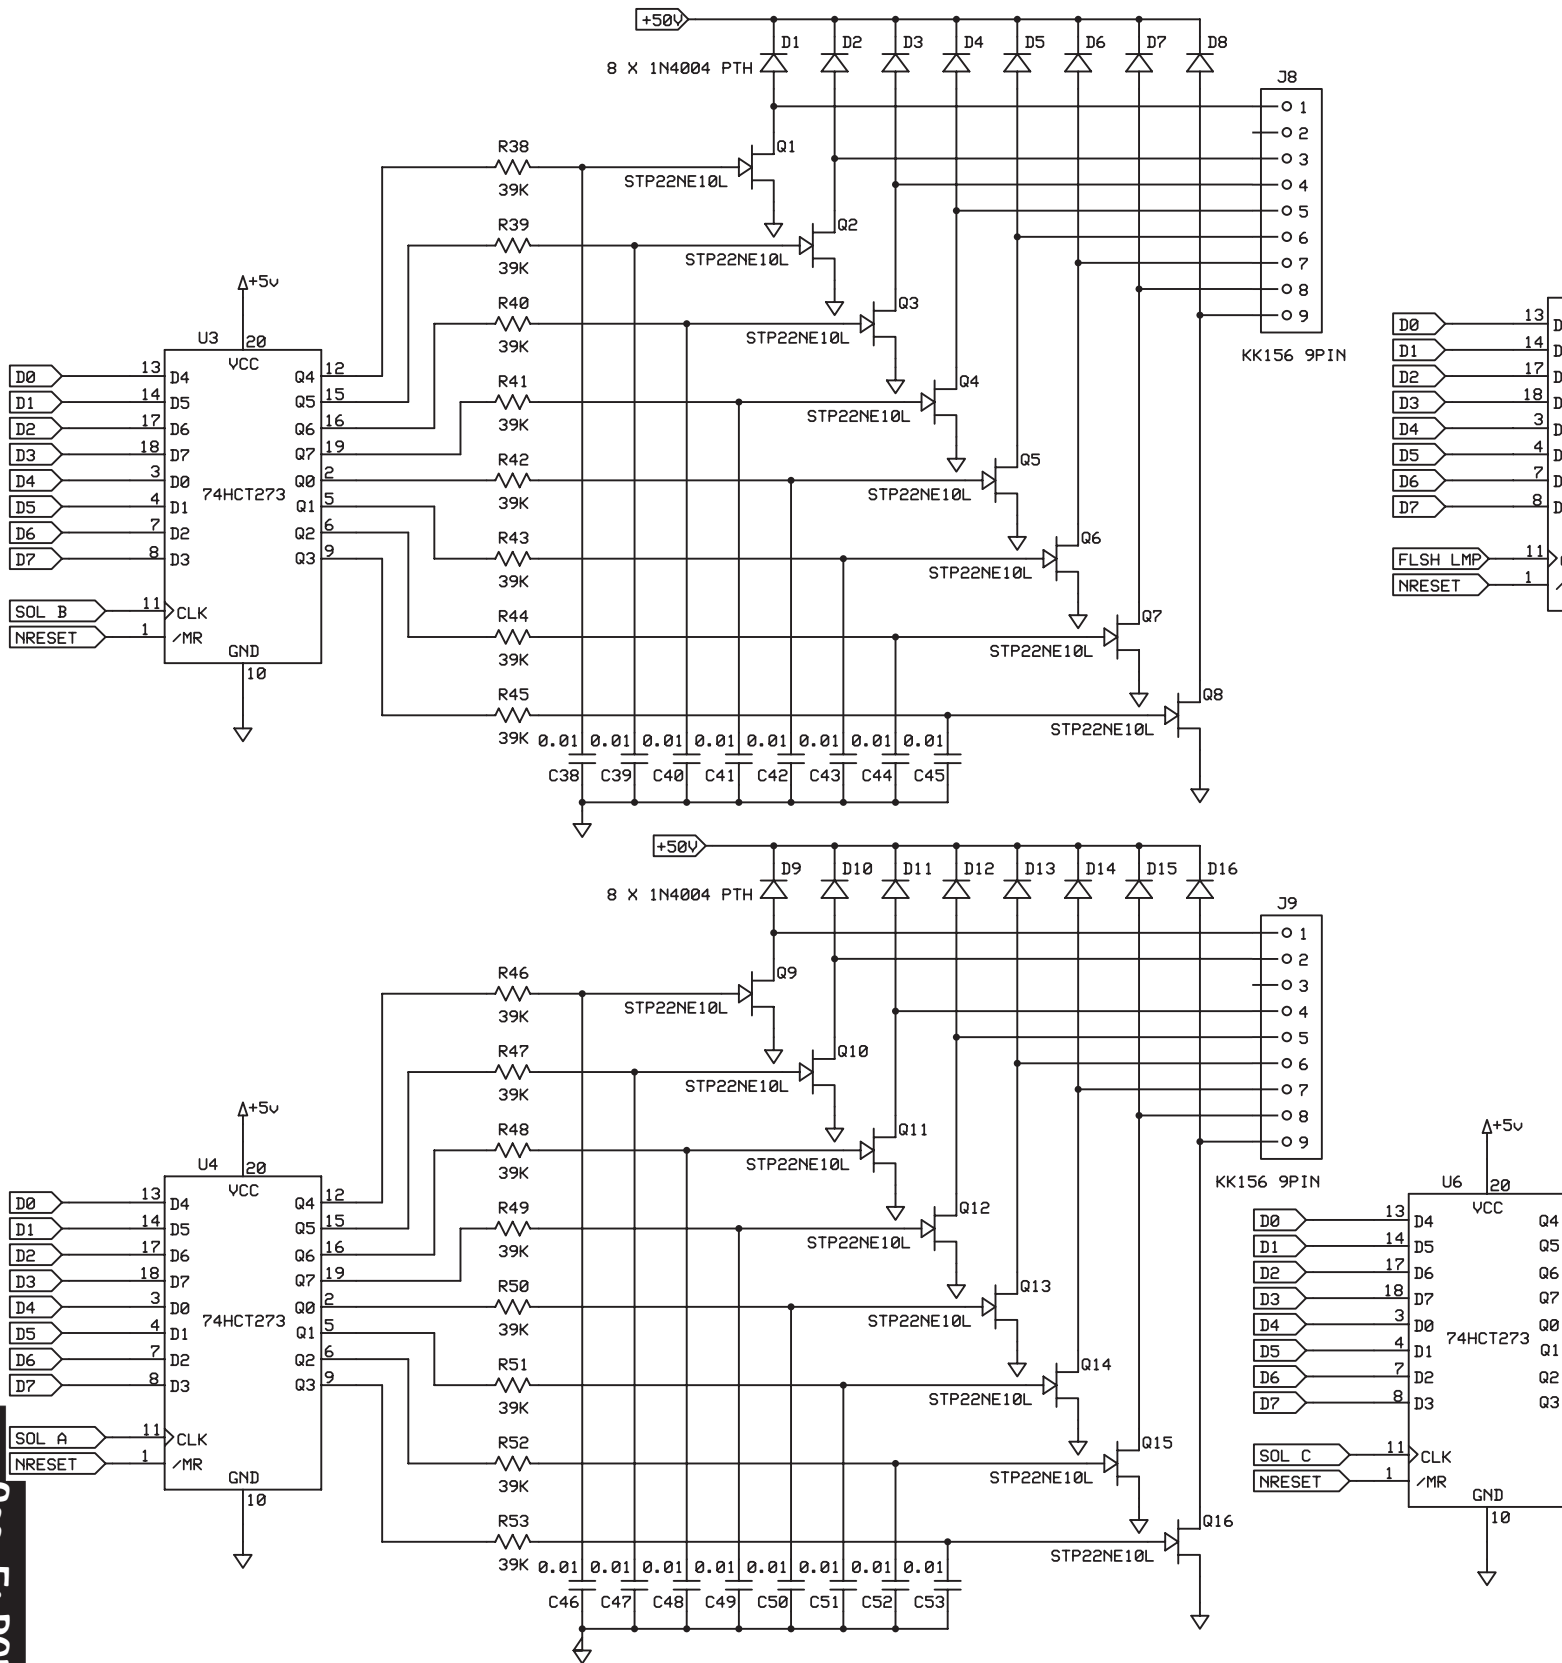 +50V
D1 D2 D3 D4 D5 D6 D7 D8
8 X 1N4004 PTH
J8
1
2
3
4
5
6
7
8
9
KK156 9PIN
R38
39K
STP22NE10L
Q1
R39
39K
STP22NE10L
Q2
R40
39K
STP22NE10L
Q3
R41
39K
STP22NE10L
Q4
R42
39K
STP22NE10L
Q5
R43
39K
STP22NE10L
Q6
R44
39K
STP22NE10L
Q7
R45
39K
STP22NE10L
Q8
+5v
U3
20
VCC
D0 13 D4 Q4 12
D1 14 D5 Q5 15
D2 17 D6 Q6 16
D3 18 D7 Q7 19
D4 3 D0 Q0 2
74HCT273
D5 4 D1 Q1 5
D6 7 D2 Q2 6
D7 8 D3 Q3 9
SOL B 11 CLK
NRESET 1 /MR
GND
10
0.01 0.01 0.01 0.01 0.01 0.01 0.01 0.01
C38 C39 C40 C41 C42 C43 C44 C45
D0 13 D
D1 14 D
D2 17 D
D3 18 D
D4 3 D
D5 4 D
D6 7 D
D7 8 D
FLSH LMP 11
NRESET 1
+50V
D9 D10 D11 D12 D13 D14 D15 D16
8 X 1N4004 PTH
J9
1
2
3
4
5
6
7
8
9
KK156 9PIN
R46
39K
STP22NE10L
Q9
R47
39K
STP22NE10L
Q10
R48
39K
STP22NE10L
Q11
R49
39K
STP22NE10L
Q12
R50
39K
STP22NE10L
Q13
R51
39K
STP22NE10L
Q14
R52
39K
STP22NE10L
Q15
R53
39K
STP22NE10L
Q16
+5v
U4
20
VCC
D0 13 D4 Q4 12
D1 14 D5 Q5 15
D2 17 D6 Q6 16
D3 18 D7 Q7 19
D4 3 D0 Q0 2
74HCT273
D5 4 D1 Q1 5
D6 7 D2 Q2 6
D7 8 D3 Q3 9
SOL A 11 CLK
NRESET 1 /MR
GND
10
0.01 0.01 0.01 0.01 0.01 0.01 0.01 0.01
C46 C47 C48 C49 C50 C51 C52 C53
+5v
U6
20
VCC
D0 13 D4 Q4
D1 14 D5 Q5
D2 17 D6 Q6
D3 18 D7 Q7
D4 3 D0 Q0
74HCT273
D5 4 D1 Q1
D6 7 D2 Q2
D7 8 D3 Q3
SOL C 11 CLK
NRESET 1 /MR
GND
10